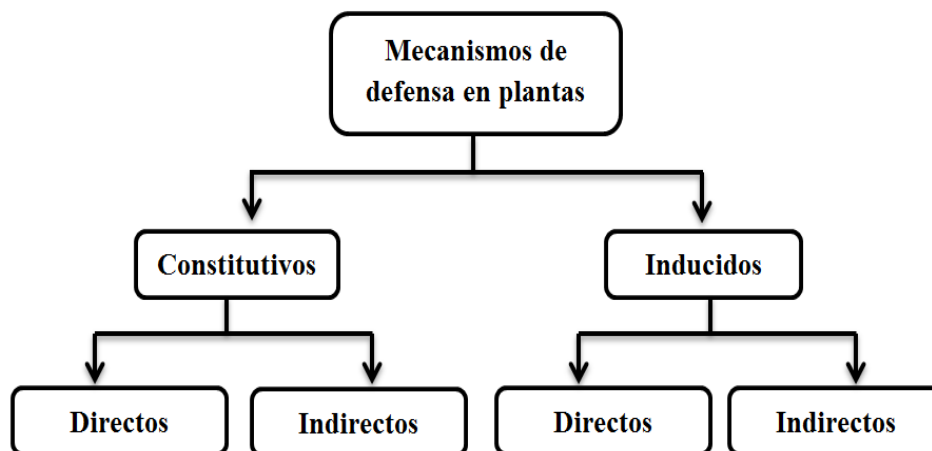 Mecanismos de
defensa en plantas
Constitutivos
Inducidos
Directos
Indirectos
Directos
Indirectos